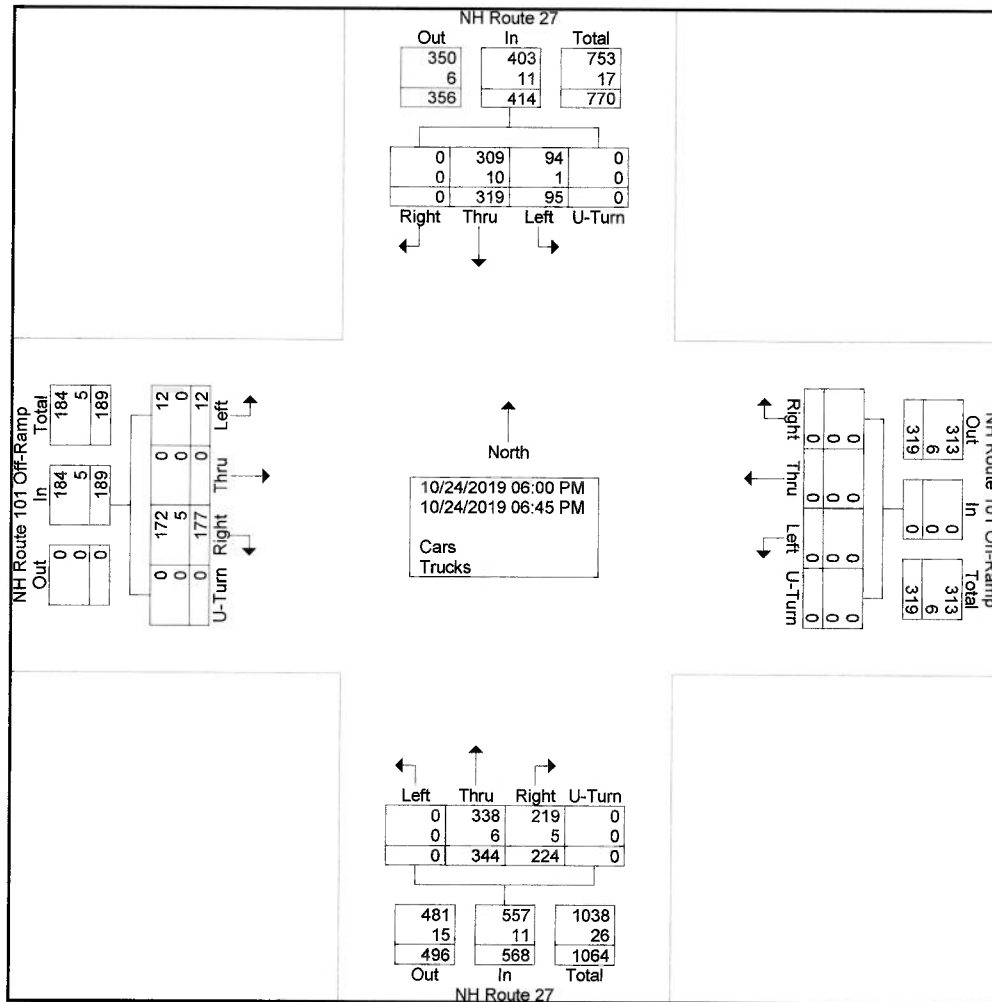 NH Route 27
Out In Total
350 403 753
6 11 17
356 414 770
0 309 94 0
0 10 1 0
0 319 95 0
Right Thru Left U-Turn
NH Route 101 Off-Ramp
Total In Out
184 184 0
5 5 0
189 189 0
12 0 172 0
0 0 5 0
12 0 177 0
Left Thru Right U-Turn
North
10/24/2019 06:00 PM
10/24/2019 06:45 PM
Cars
Trucks
Right Thru Left U-Turn
0 0 0 0
0 0 0 0
0 0 0 0
Out In Total
313 0 313
6 0 6
319 0 319
NH Route 101 Off-Ramp
Left Thru Right U-Turn
0 338 219 0
0 6 5 0
0 344 224 0
481 557 1038
15 11 26
496 568 1064
Out In Total
NH Route 27